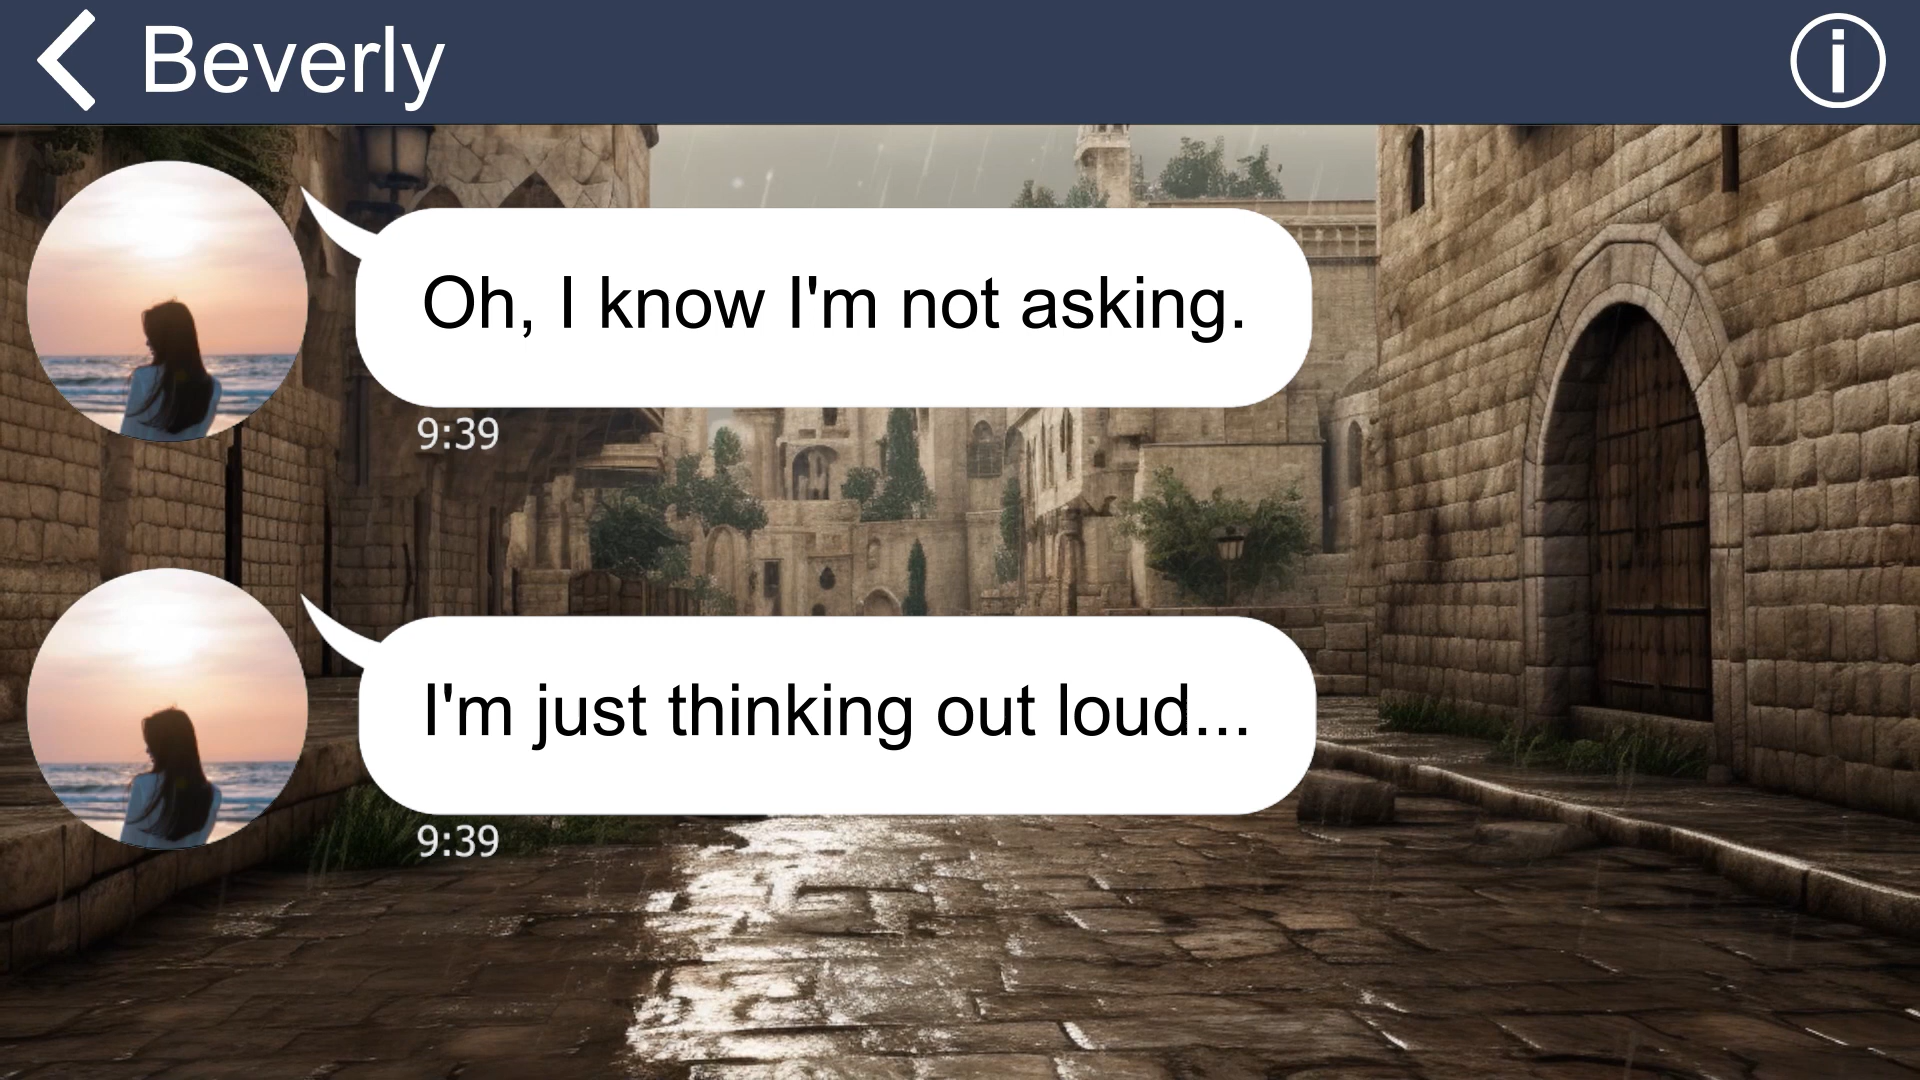 Beverly
Oh, I know I'm not asking.
9:39
I'm just thinking out loud...
9:39